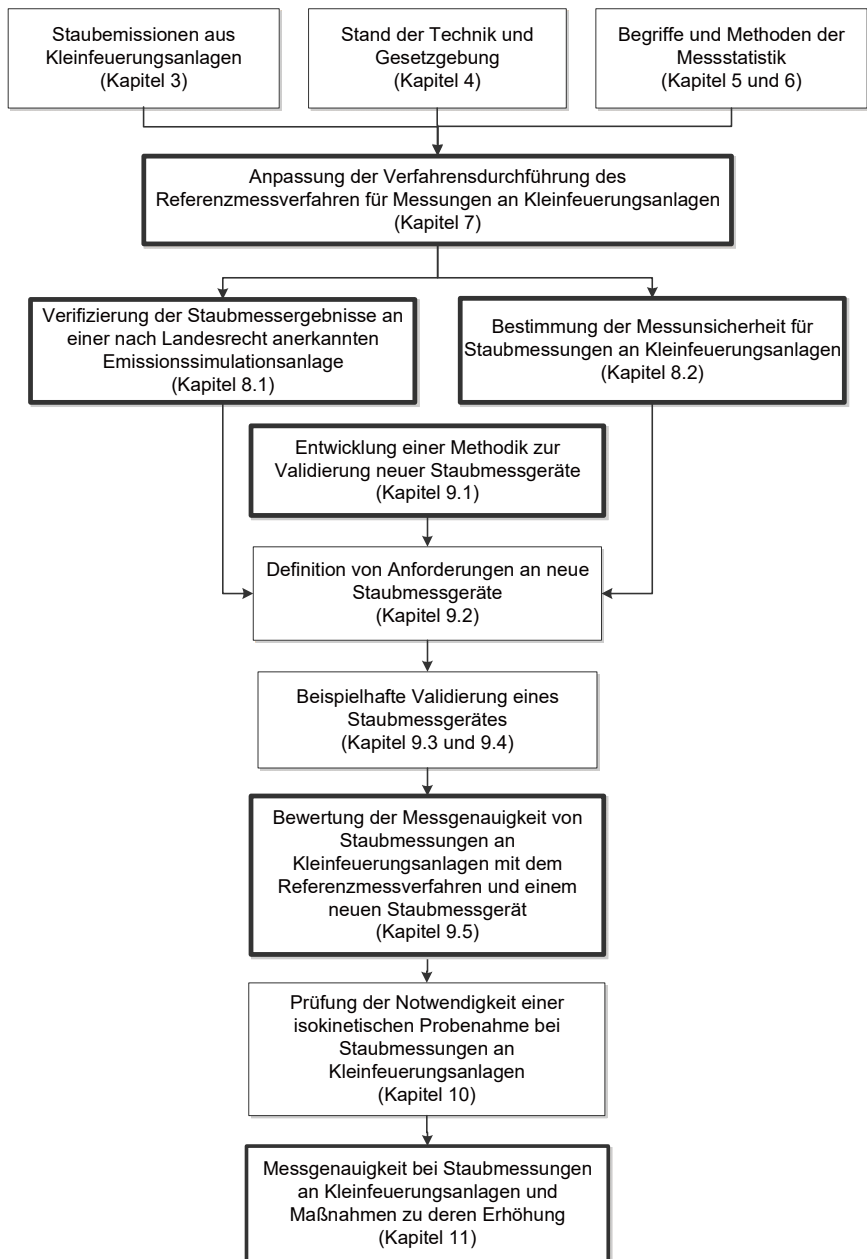 Staubemissionen aus
Kleinfeuerungsanlagen
(Kapitel 3)
Stand der Technik und
Gesetzgebung
(Kapitel 4)
Begriffe und Methoden der
Messstatistik
(Kapitel 5 und 6)
Anpassung der Verfahrensdurchführung des
Referenzmessverfahren für Messungen an Kleinfeuerungsanlagen
(Kapitel 7)
Verifizierung der Staubmessergebnisse an
einer nach Landesrecht anerkannten
Emissionssimulationsanlage
(Kapitel 8.1)
Bestimmung der Messunsicherheit für
Staubmessungen an Kleinfeuerungsanlagen
(Kapitel 8.2)
Entwicklung einer Methodik zur
Validierung neuer Staubmessgeräte
(Kapitel 9.1)
Definition von Anforderungen an neue
Staubmessgeräte
(Kapitel 9.2)
Beispielhafte Validierung eines
Staubmessgerätes
(Kapitel 9.3 und 9.4)
Bewertung der Messgenauigkeit von
Staubmessungen an
Kleinfeuerungsanlagen mit dem
Referenzmessverfahren und einem
neuen Staubmessgerät
(Kapitel 9.5)
Prüfung der Notwendigkeit einer
isokinetischen Probenahme bei
Staubmessungen an
Kleinfeuerungsanlagen
(Kapitel 10)
Messgenauigkeit bei Staubmessungen
an Kleinfeuerungsanlagen und
Maßnahmen zu deren Erhöhung
(Kapitel 11)